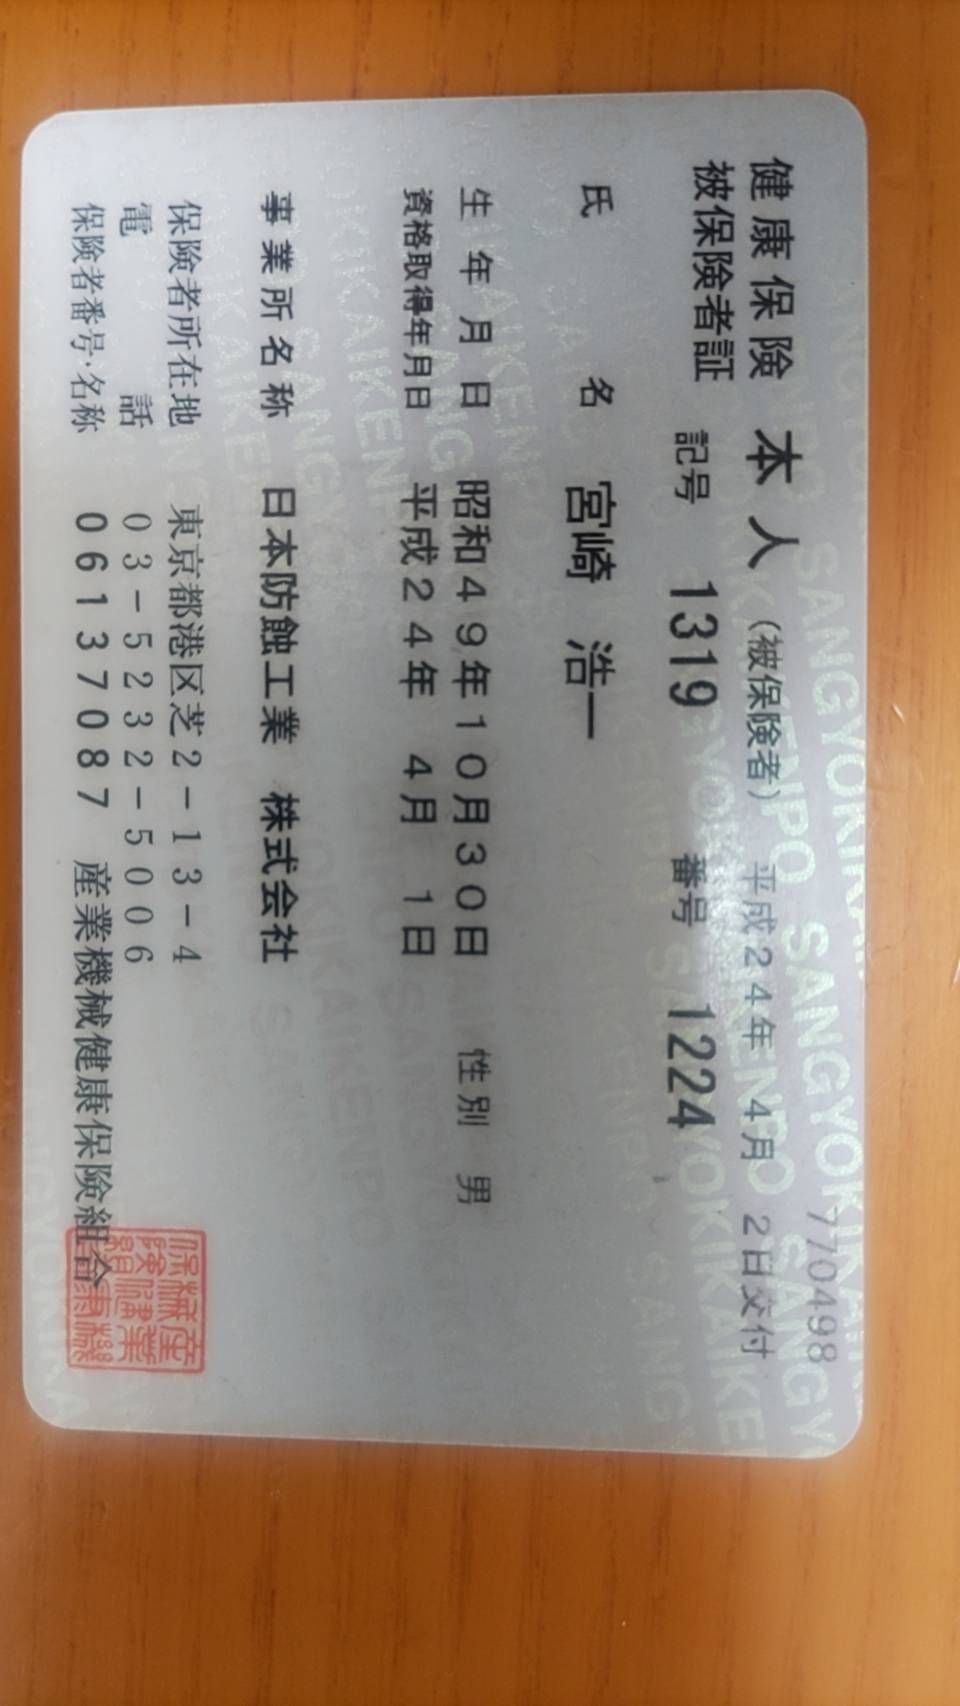 770498
健康保険 本人 (被保険者) 平成24年 4月 2日交付
被保険者証 記号 1319 番号 1224
氏名 宮崎 浩一
生年月日 昭和49年10月30日 性別 男
資格取得年月日 平成24年 4月 1日
事業所名称 日本防蝕工業 株式会社
保険者所在地 東京都港区芝2-13-4
電話 03-5232-5006
保険者番号・名称 06137087 産業機械健康保険組合